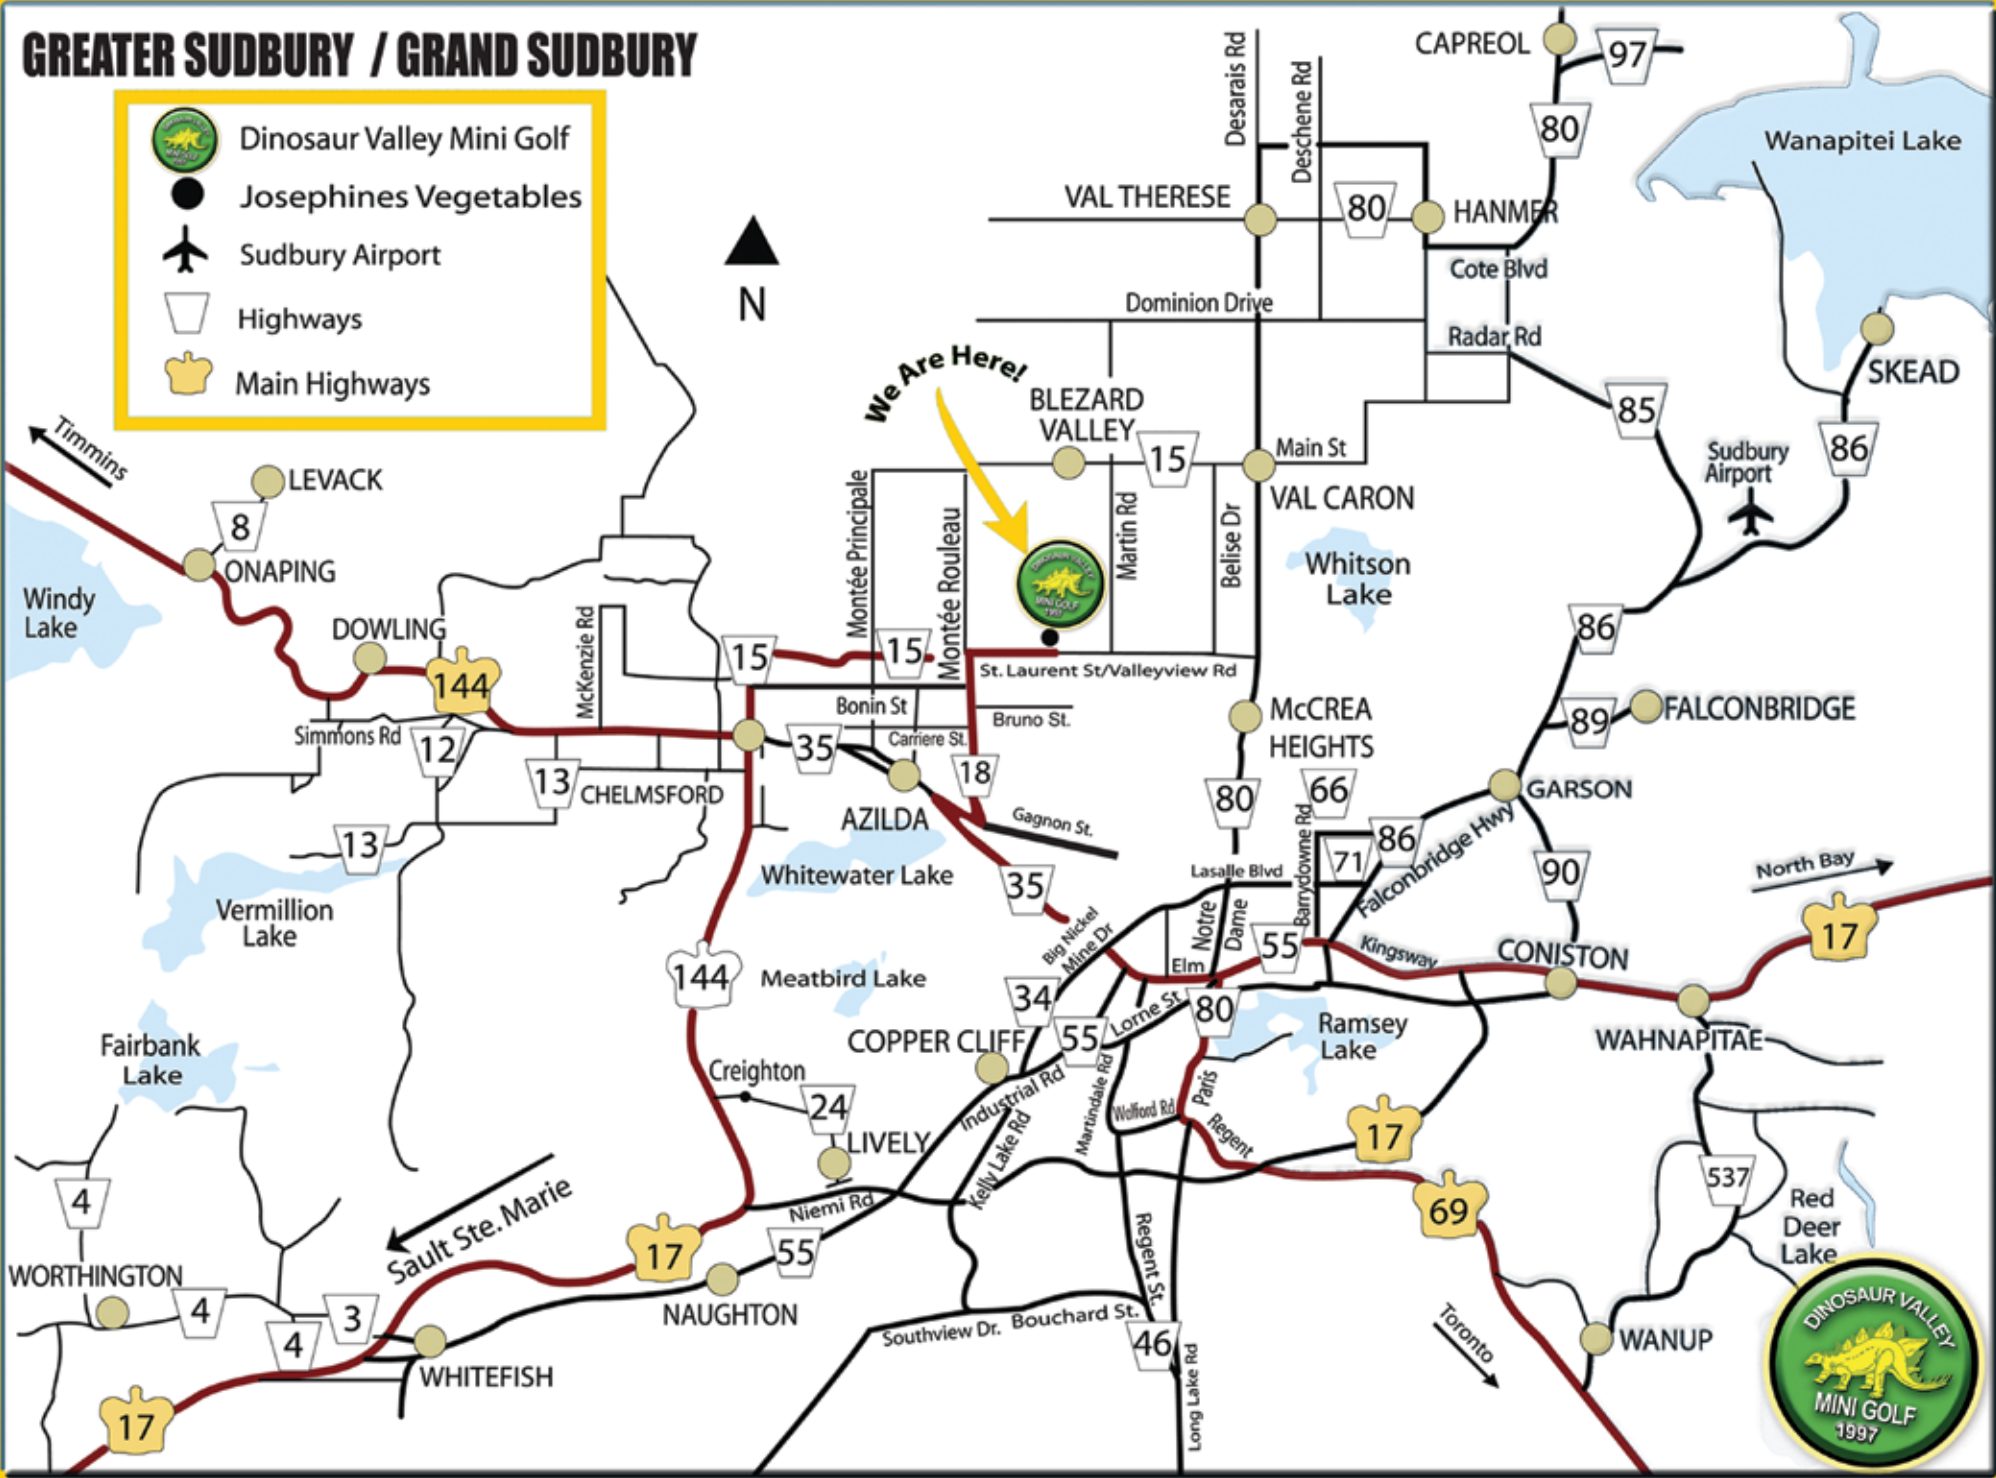 GREATER SUDBURY / GRAND SUDBURY
Dinosaur Valley Mini Golf
Josephines Vegetables
Sudbury Airport
Highways
Main Highways
N
We Are Here!
Timmins
LEVACK
8
ONAPING
Windy
Lake
DOWLING
144
Simmons Rd
12
McKenzie Rd
13
CHELMSFORD
13
Vermillion
Lake
15
15
Montée Principale
Montée Rouleau
BLEZARD
VALLEY
15
Main St
VAL CARON
Martin Rd
Belise Dr
DINOSAUR VALLEY
MINI GOLF
1997
St. Laurent St/Valleyview Rd
Bonin St
Bruno St.
Carriere St.
35
18
AZILDA
Gagnon St.
Whitewater Lake
35
Desarais Rd
Deschene Rd
VAL THERESE
80
HANMER
CAPREOL
97
80
Cote Blvd
Dominion Drive
Radar Rd
Wanapitei Lake
SKEAD
85
86
Sudbury
Airport
Whitson
Lake
86
89
FALCONBRIDGE
McCREA
HEIGHTS
80
66
GARSON
86
71
Barrydowne Rd
Falconbridge Hwy
90
Lasalle Blvd
Notre
Dame
55
Kingsway
CONISTON
North Bay
17
WAHNAPITAE
Big Nickel
Mine Dr
Elm
144
Meatbird Lake
34
55
Lorne St
80
Ramsey
Lake
COPPER CLIFF
Fairbank
Lake
Creighton
24
LIVELY
Industrial Rd
Kelly Lake Rd
Martindale Rd
Walford Rd
Paris
Regent
17
69
537
Red
Deer
Lake
4
Sault Ste. Marie
Niemi Rd
17
55
NAUGHTON
WORTHINGTON
4
3
4
WHITEFISH
17
Southview Dr.
Bouchard St.
Regent St.
46
Long Lake Rd
Toronto
WANUP
DINOSAUR VALLEY
MINI GOLF
1997